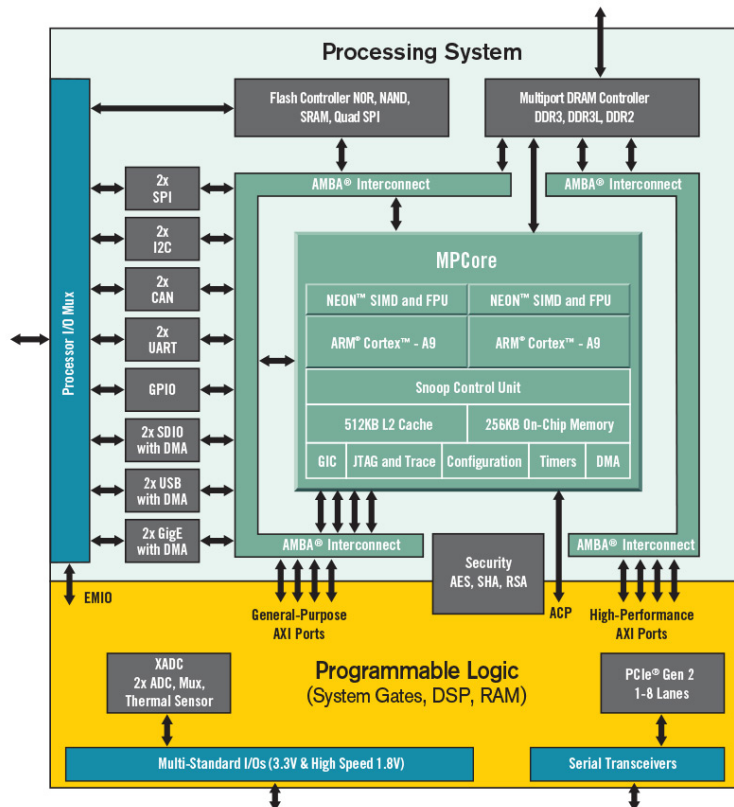 Processing System
Flash Controller NOR, NAND,
SRAM, Quad SPI
Multiport DRAM Controller
DDR3, DDR3L, DDR2
AMBA® Interconnect
AMBA® Interconnect
Processor I/O Mux
2x
SPI
2x
I2C
2x
CAN
2x
UART
GPIO
2x SDIO
with DMA
2x USB
with DMA
2x GigE
with DMA
MPCore
NEON™ SIMD and FPU
NEON™ SIMD and FPU
ARM® Cortex™ - A9
ARM® Cortex™ - A9
Snoop Control Unit
512KB L2 Cache
256KB On-Chip Memory
GIC
JTAG and Trace
Configuration
Timers
DMA
AMBA® Interconnect
AMBA® Interconnect
Security
AES, SHA, RSA
EMIO
General-Purpose
AXI Ports
ACP
High-Performance
AXI Ports
Programmable Logic
(System Gates, DSP, RAM)
XADC
2x ADC, Mux,
Thermal Sensor
PCIe® Gen 2
1-8 Lanes
Multi-Standard I/Os (3.3V & High Speed 1.8V)
Serial Transceivers